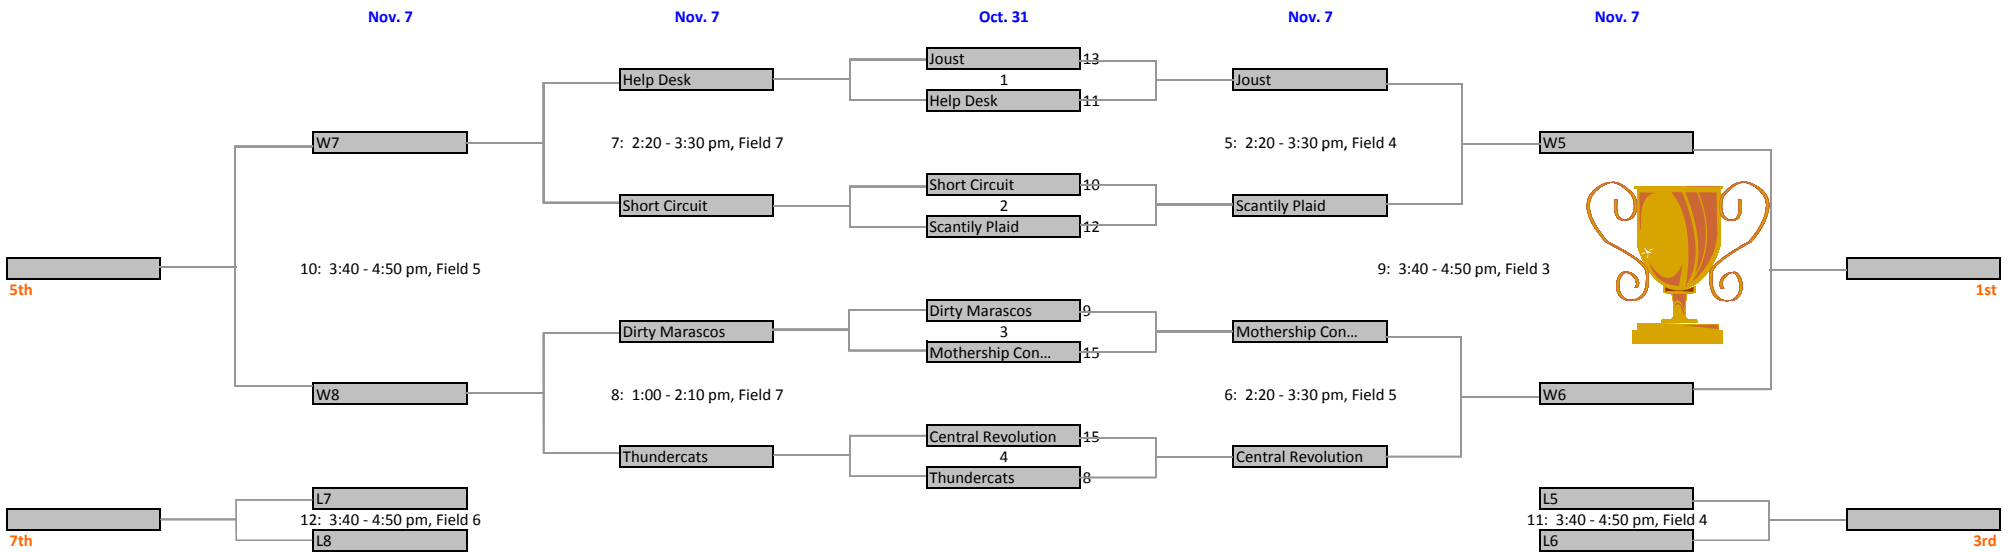 Nov. 7 Nov. 7 Oct. 31 Nov. 7 Nov. 7
Joust 13
Help Desk 1 Joust
Help Desk 11
W7 7: 2:20 - 3:30 pm, Field 7 5: 2:20 - 3:30 pm, Field 4 W5
Short Circuit 10
Short Circuit 2 Scantily Plaid
Scantily Plaid 12
10: 3:40 - 4:50 pm, Field 5 9: 3:40 - 4:50 pm, Field 3
5th 1st
Dirty Marascos 9
Dirty Marascos 3 Mothership Con...
Mothership Con... 15
W8 8: 1:00 - 2:10 pm, Field 7 6: 2:20 - 3:30 pm, Field 5 W6
Central Revolution 15
Thundercats 4 Central Revolution
Thundercats 8
L7 L5
12: 3:40 - 4:50 pm, Field 6 11: 3:40 - 4:50 pm, Field 4
7th L8 L6 3rd